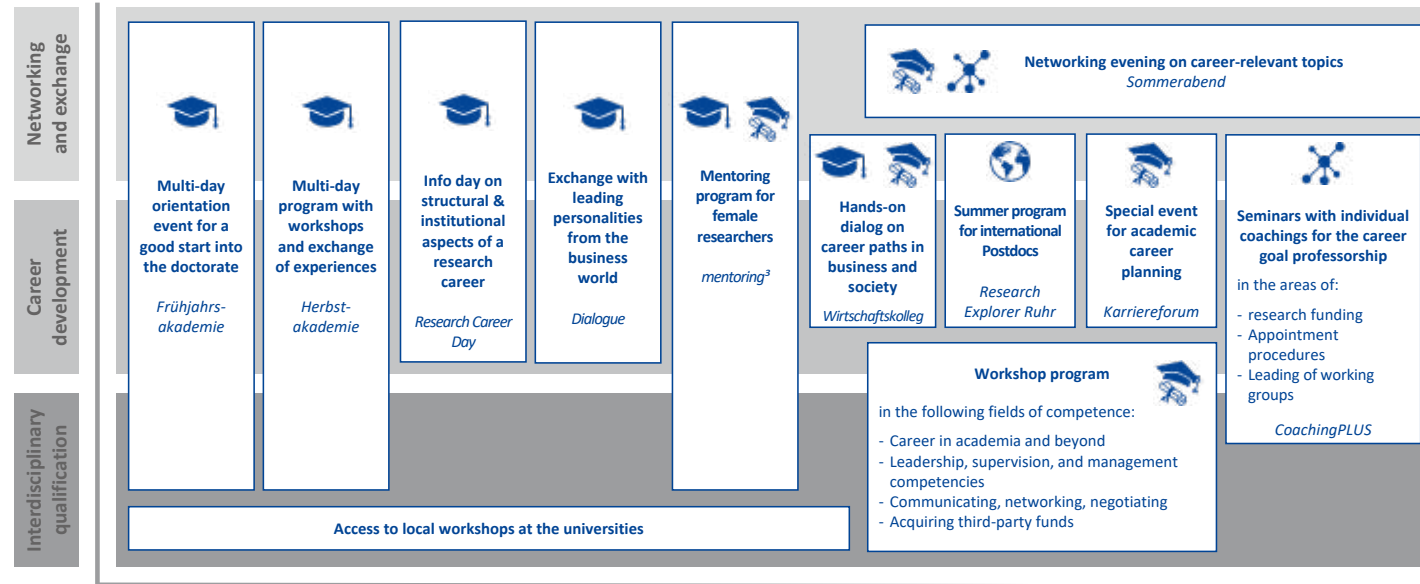 Networking
and exchange
Career
development
Interdisciplinary
qualification
Multi-day
orientation
event for a
good start into
the doctorate
Frühjahrs-
akademie
Multi-day
program with
workshops
and exchange
of experiences
Herbst-
akademie
Info day on
structural &
institutional
aspects of a
research
career
Research Career
Day
Exchange with
leading
personalities
from the
business
world
Dialogue
Mentoring
program for
female
researchers
mentoring³
Networking evening on career-relevant topics
Sommerabend
Hands-on
dialog on
career paths in
business and
society
Wirtschaftskolleg
Summer program
for international
Postdocs
Research
Explorer Ruhr
Special event
for academic
career
planning
Karriereforum
Seminars with individual
coachings for the career
goal professorship
in the areas of:
- research funding
- Appointment
procedures
- Leading of working
groups
CoachingPLUS
Workshop program
in the following fields of competence:
- Career in academia and beyond
- Leadership, supervision, and management
competencies
- Communicating, networking, negotiating
- Acquiring third-party funds
Access to local workshops at the universities